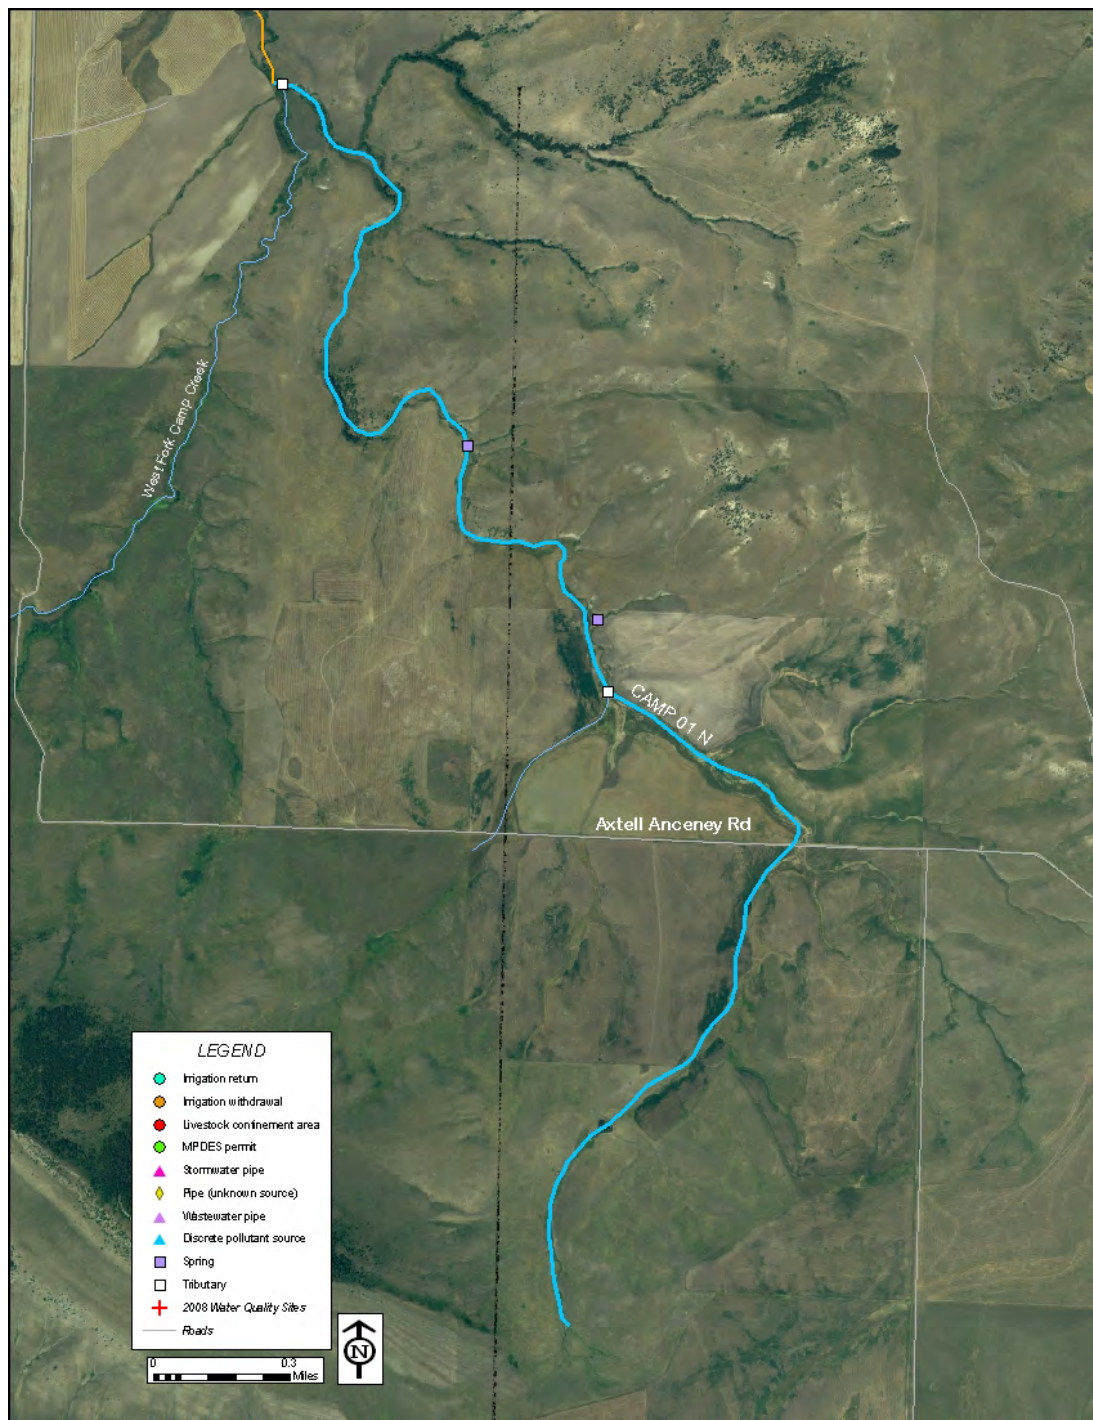 West Fork Camp Creek
CAMP 01 N
Axtell Anceney Rd
LEGEND
Irrigation return
Irrigation withdrawal
Livestock confinement area
MPDES permit
Stormwater pipe
Pipe (unknown source)
Wastewater pipe
Discrete pollutant source
Spring
Tributary
2008 Water Quality Sites
Roads
0 0.3
Miles
N